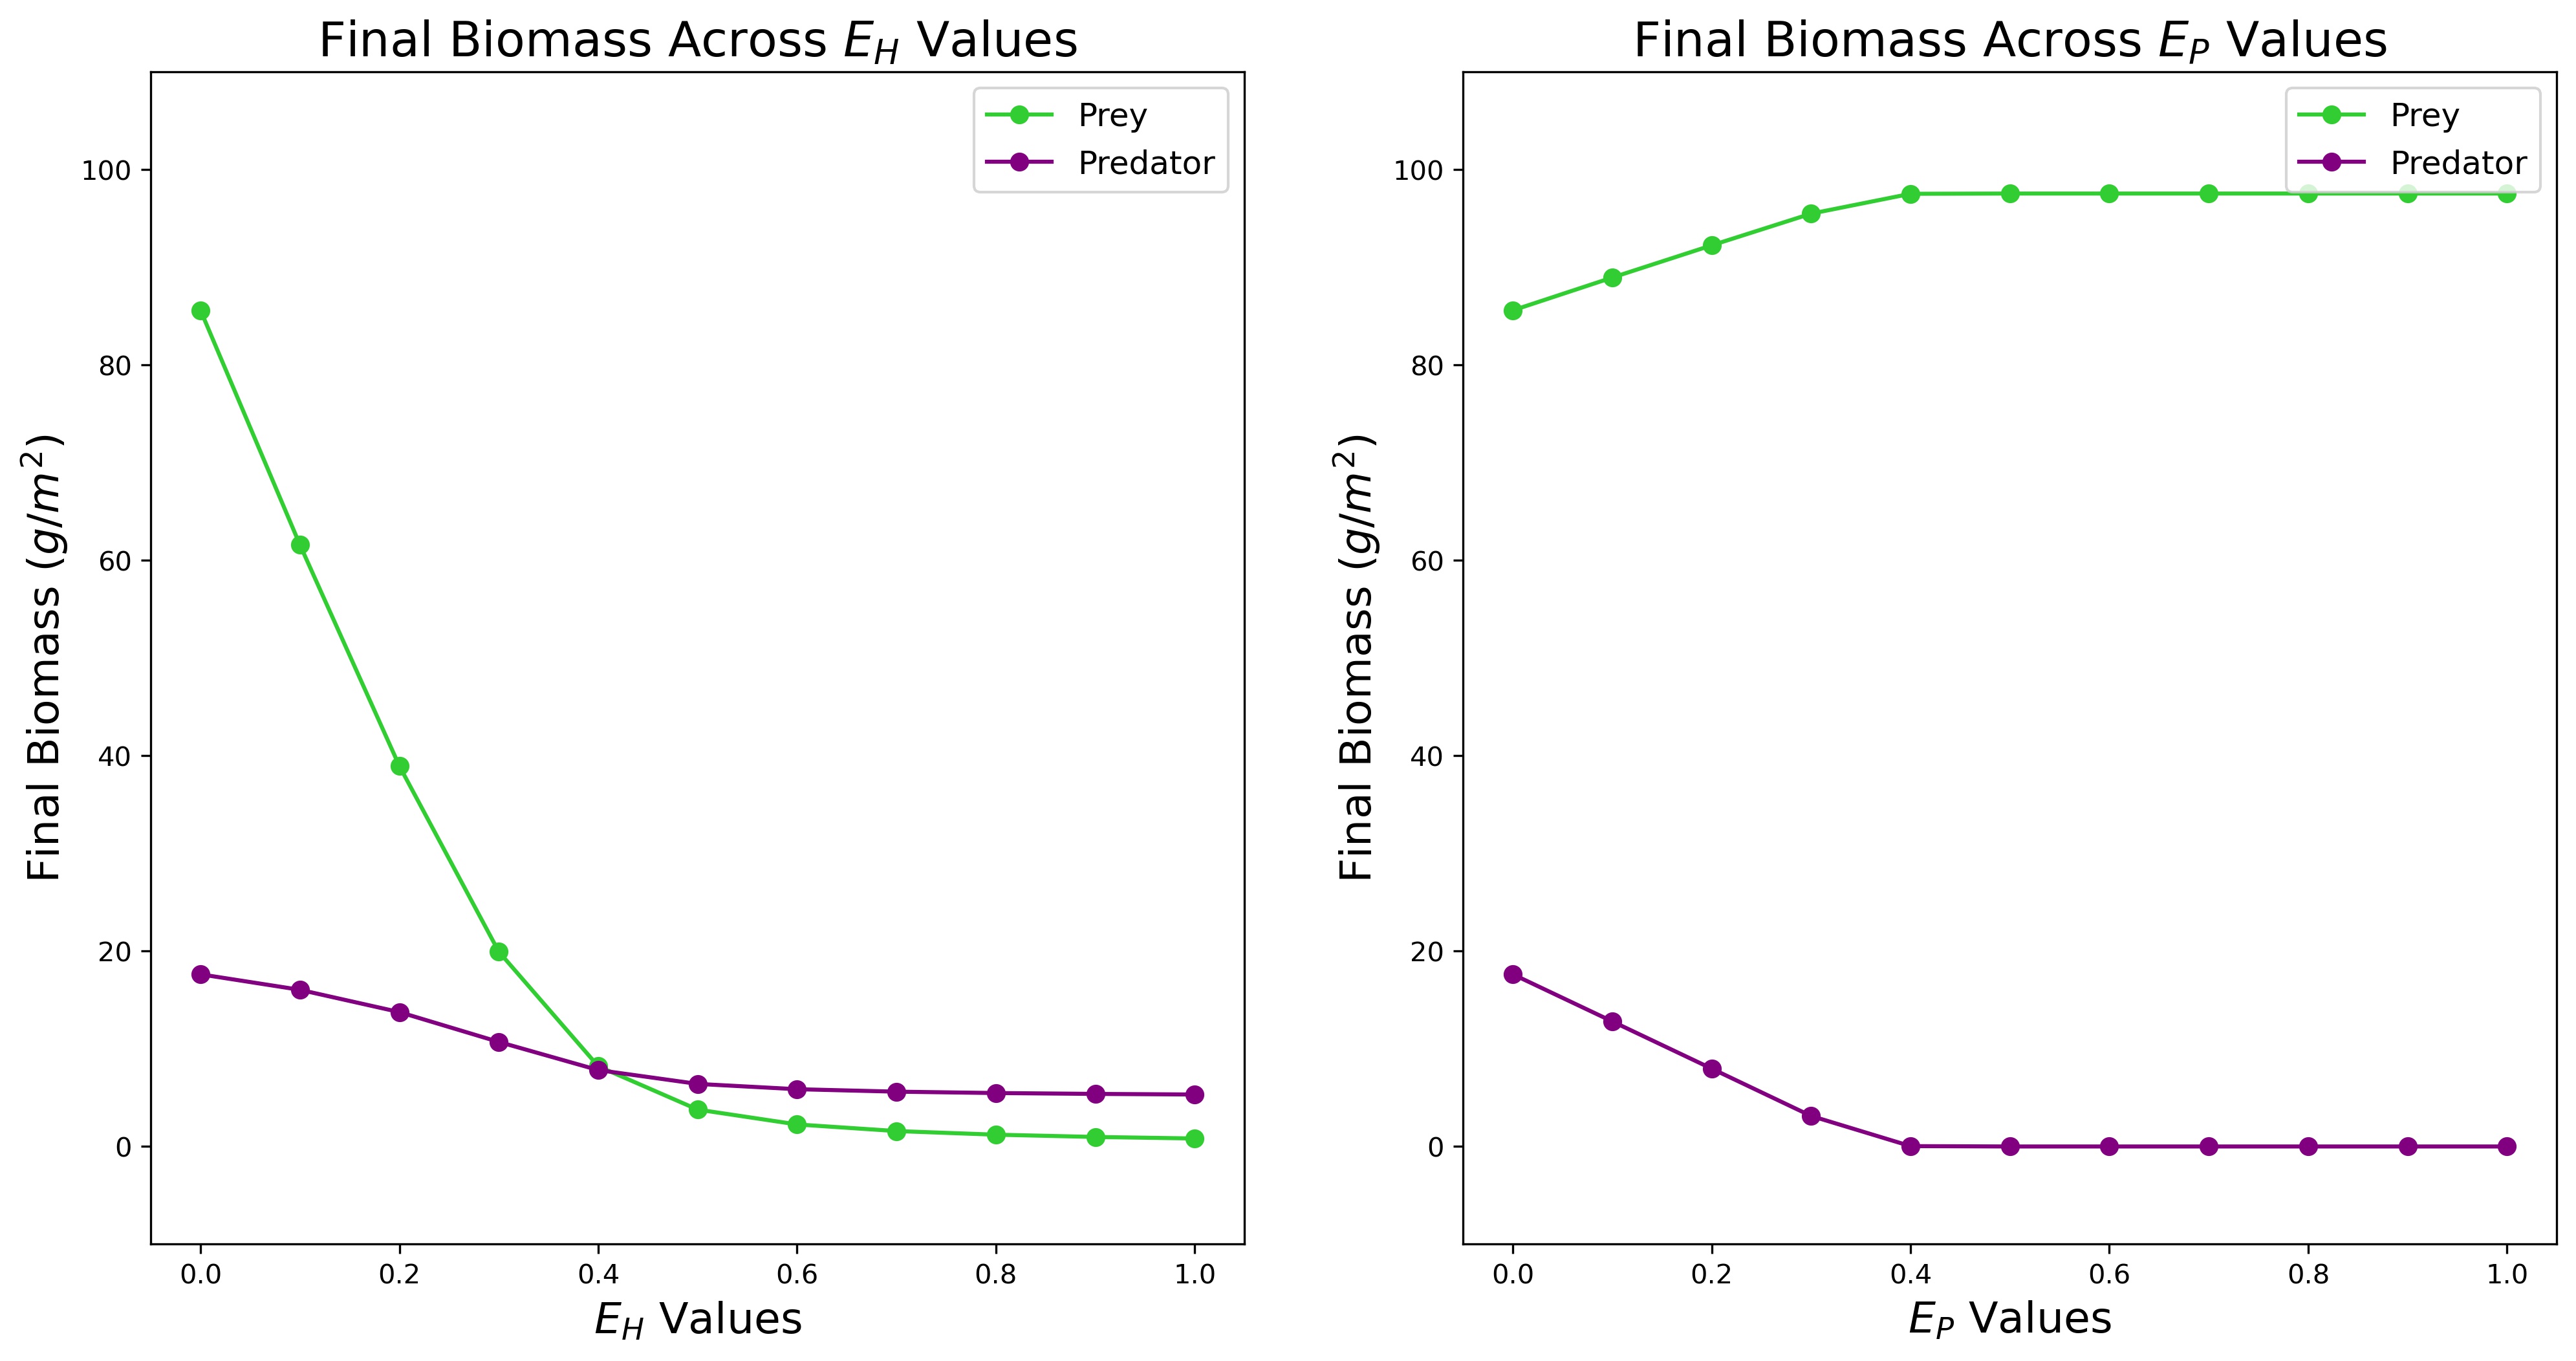 Final Biomass Across E_H Values
Prey
Predator
Final Biomass (g/m²)
100
80
60
40
20
0
0.0 0.2 0.4 0.6 0.8 1.0
E_H Values
Final Biomass Across E_P Values
Prey
Predator
Final Biomass (g/m²)
100
80
60
40
20
0
0.0 0.2 0.4 0.6 0.8 1.0
E_P Values